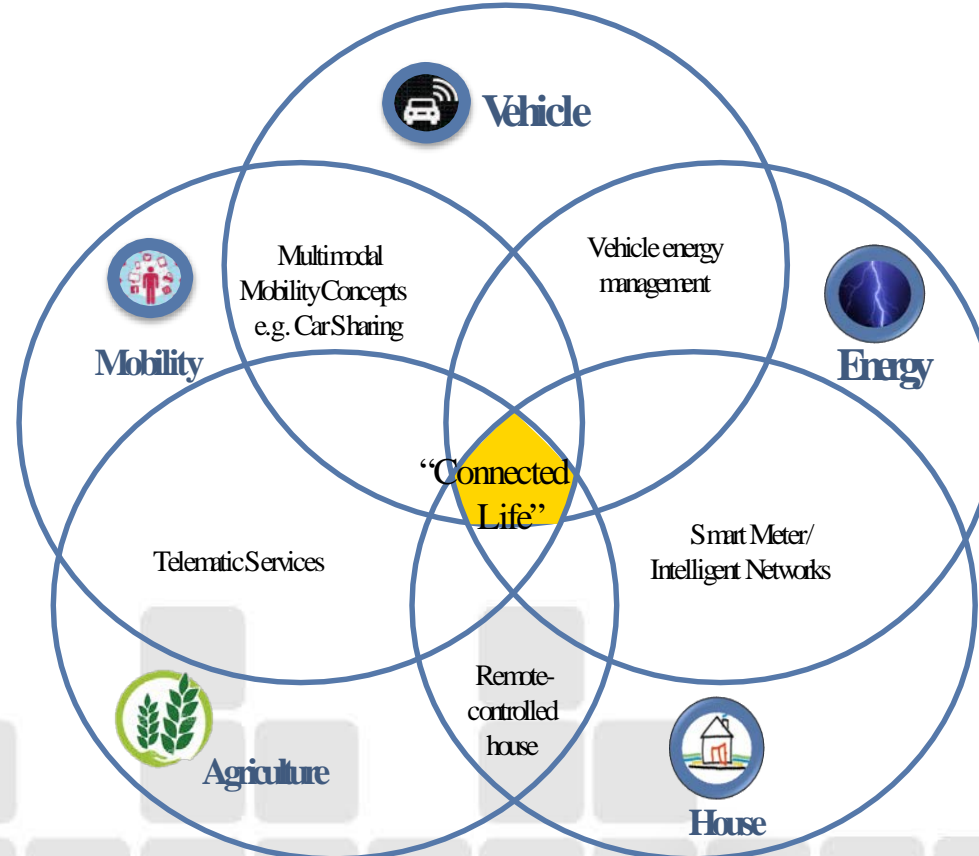 Vehicle
Multimodal
Mobility Concepts
e.g. Car Sharing
Vehicle energy
management
Mobility
Energy
“Connected
Life”
Telematic Services
Smart Meter/
Intelligent Networks
Remote-
controlled
house
Agriculture
House